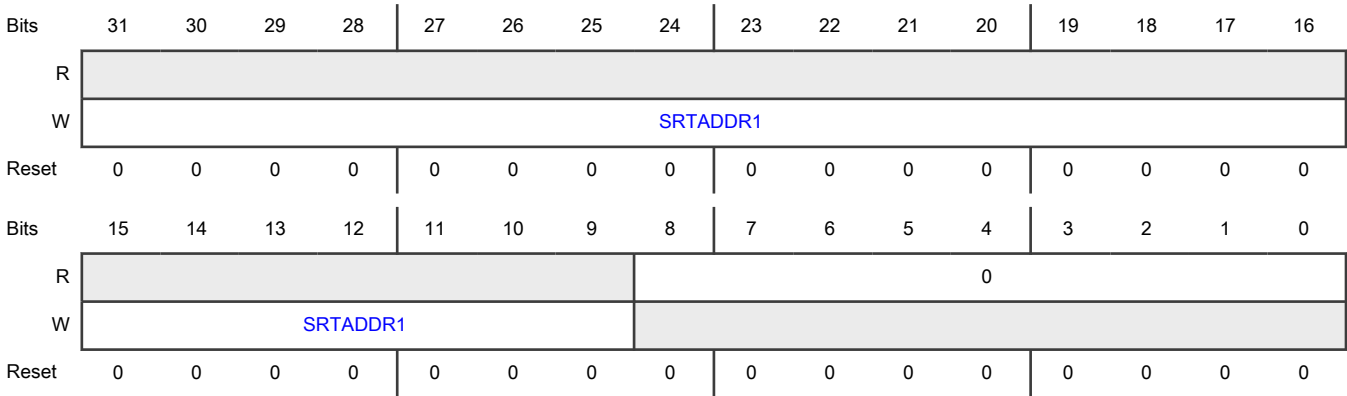 Bits 31 30 29 28 27 26 25 24 23 22 21 20 19 18 17 16
R
W SRTADDR1
Reset 0 0 0 0 0 0 0 0 0 0 0 0 0 0 0 0
Bits 15 14 13 12 11 10 9 8 7 6 5 4 3 2 1 0
R 0
W SRTADDR1
Reset 0 0 0 0 0 0 0 0 0 0 0 0 0 0 0 0